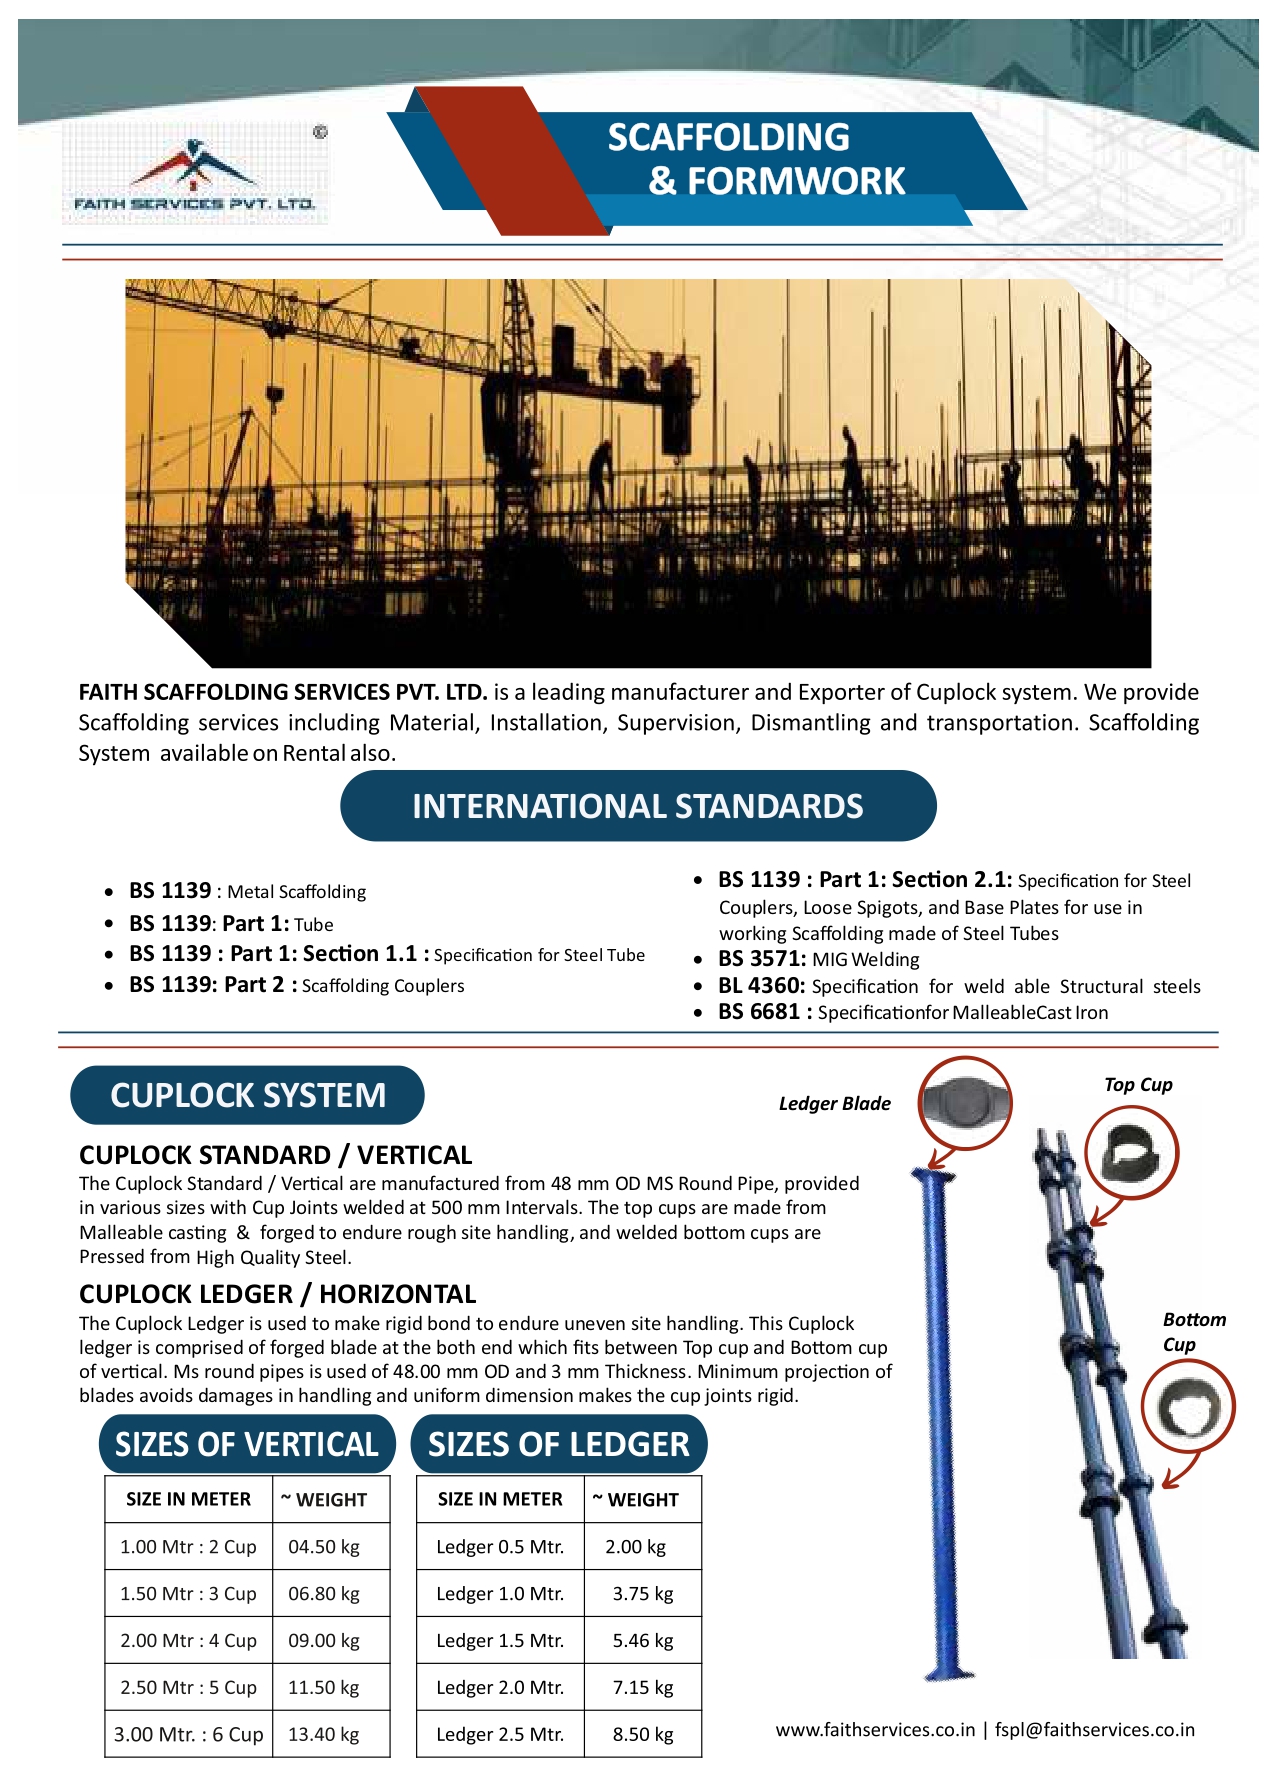 ©
FAITH SERVICES PVT. LTD.
SCAFFOLDING
& FORMWORK
FAITH SCAFFOLDING SERVICES PVT. LTD. is a leading manufacturer and Exporter of Cuplock system. We provide
Scaffolding services including Material, Installation, Supervision, Dismantling and transportation. Scaffolding
System available on Rental also.
INTERNATIONAL STANDARDS
• BS 1139 : Metal Scaffolding
• BS 1139: Part 1: Tube
• BS 1139 : Part 1: Section 1.1 : Specification for Steel Tube
• BS 1139: Part 2 : Scaffolding Couplers
• BS 1139 : Part 1: Section 2.1: Specification for Steel
Couplers, Loose Spigots, and Base Plates for use in
working Scaffolding made of Steel Tubes
• BS 3571: MIG Welding
• BL 4360: Specification for weld able Structural steels
• BS 6681 : Specificationfor MalleableCast Iron
CUPLOCK SYSTEM
CUPLOCK STANDARD / VERTICAL
The Cuplock Standard / Vertical are manufactured from 48 mm OD MS Round Pipe, provided
in various sizes with Cup Joints welded at 500 mm Intervals. The top cups are made from
Malleable casting & forged to endure rough site handling, and welded bottom cups are
Pressed from High Quality Steel.
CUPLOCK LEDGER / HORIZONTAL
The Cuplock Ledger is used to make rigid bond to endure uneven site handling. This Cuplock
ledger is comprised of forged blade at the both end which fits between Top cup and Bottom cup
of vertical. Ms round pipes is used of 48.00 mm OD and 3 mm Thickness. Minimum projection of
blades avoids damages in handling and uniform dimension makes the cup joints rigid.
Ledger Blade
Top Cup
Bottom
Cup
SIZES OF VERTICAL
SIZE IN METER ~ WEIGHT
1.00 Mtr : 2 Cup 04.50 kg
1.50 Mtr : 3 Cup 06.80 kg
2.00 Mtr : 4 Cup 09.00 kg
2.50 Mtr : 5 Cup 11.50 kg
3.00 Mtr. : 6 Cup 13.40 kg
SIZES OF LEDGER
SIZE IN METER ~ WEIGHT
Ledger 0.5 Mtr. 2.00 kg
Ledger 1.0 Mtr. 3.75 kg
Ledger 1.5 Mtr. 5.46 kg
Ledger 2.0 Mtr. 7.15 kg
Ledger 2.5 Mtr. 8.50 kg
www.faithservices.co.in | fspl@faithservices.co.in